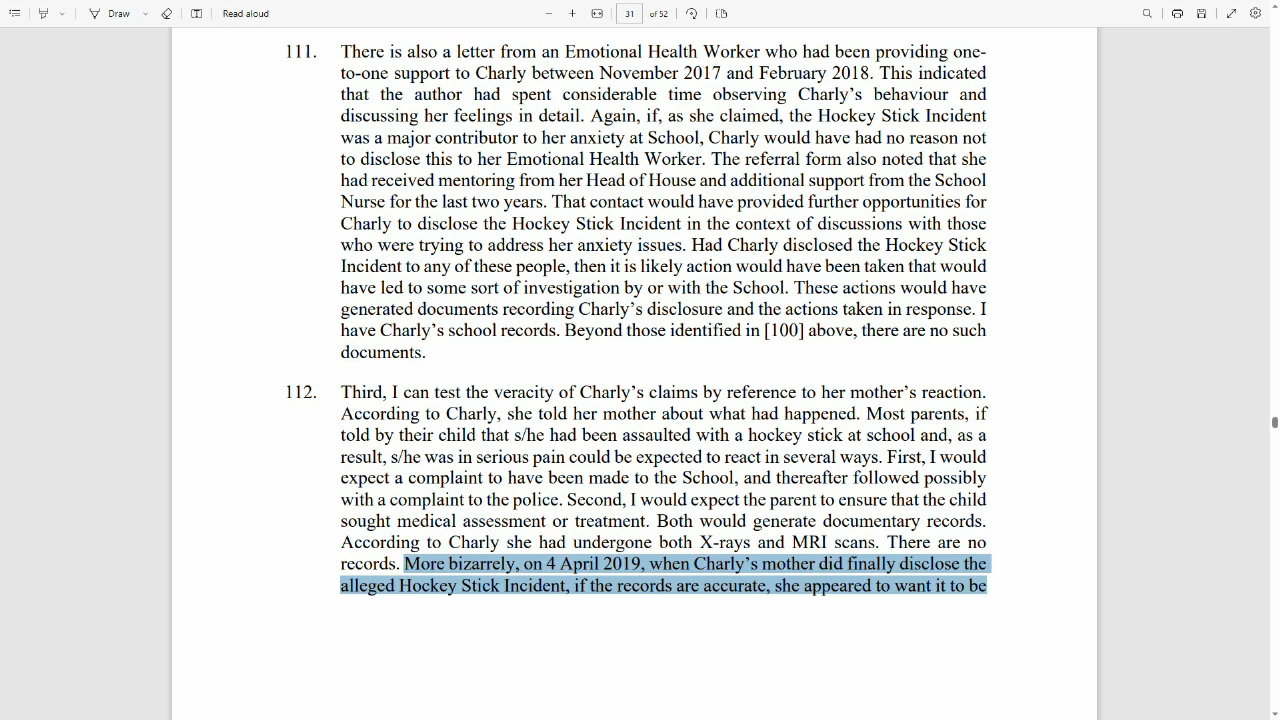 Draw
Read aloud
31
of 52
111. There is also a letter from an Emotional Health Worker who had been providing one-
to-one support to Charly between November 2017 and February 2018. This indicated
that the author had spent considerable time observing Charly's behaviour and
discussing her feelings in detail. Again, if, as she claimed, the Hockey Stick Incident
was a major contributor to her anxiety at School, Charly would have had no reason not
to disclose this to her Emotional Health Worker. The referral form also noted that she
had received mentoring from her Head of House and additional support from the School
Nurse for the last two years. That contact would have provided further opportunities for
Charly to disclose the Hockey Stick Incident in the context of discussions with those
who were trying to address her anxiety issues. Had Charly disclosed the Hockey Stick
Incident to any of these people, then it is likely action would have been taken that would
have led to some sort of investigation by or with the School. These actions would have
generated documents recording Charly's disclosure and the actions taken in response. I
have Charly's school records. Beyond those identified in [100] above, there are no such
documents.
112. Third, I can test the veracity of Charly's claims by reference to her mother's reaction.
According to Charly, she told her mother about what had happened. Most parents, if
told by their child that s/he had been assaulted with a hockey stick at school and, as a
result, s/he was in serious pain could be expected to react in several ways. First, I would
expect a complaint to have been made to the School, and thereafter followed possibly
with a complaint to the police. Second, I would expect the parent to ensure that the child
sought medical assessment or treatment. Both would generate documentary records.
According to Charly she had undergone both X-rays and MRI scans. There are no
records. More bizarrely, on 4 April 2019, when Charly's mother did finally disclose the
alleged Hockey Stick Incident, if the records are accurate, she appeared to want it to be